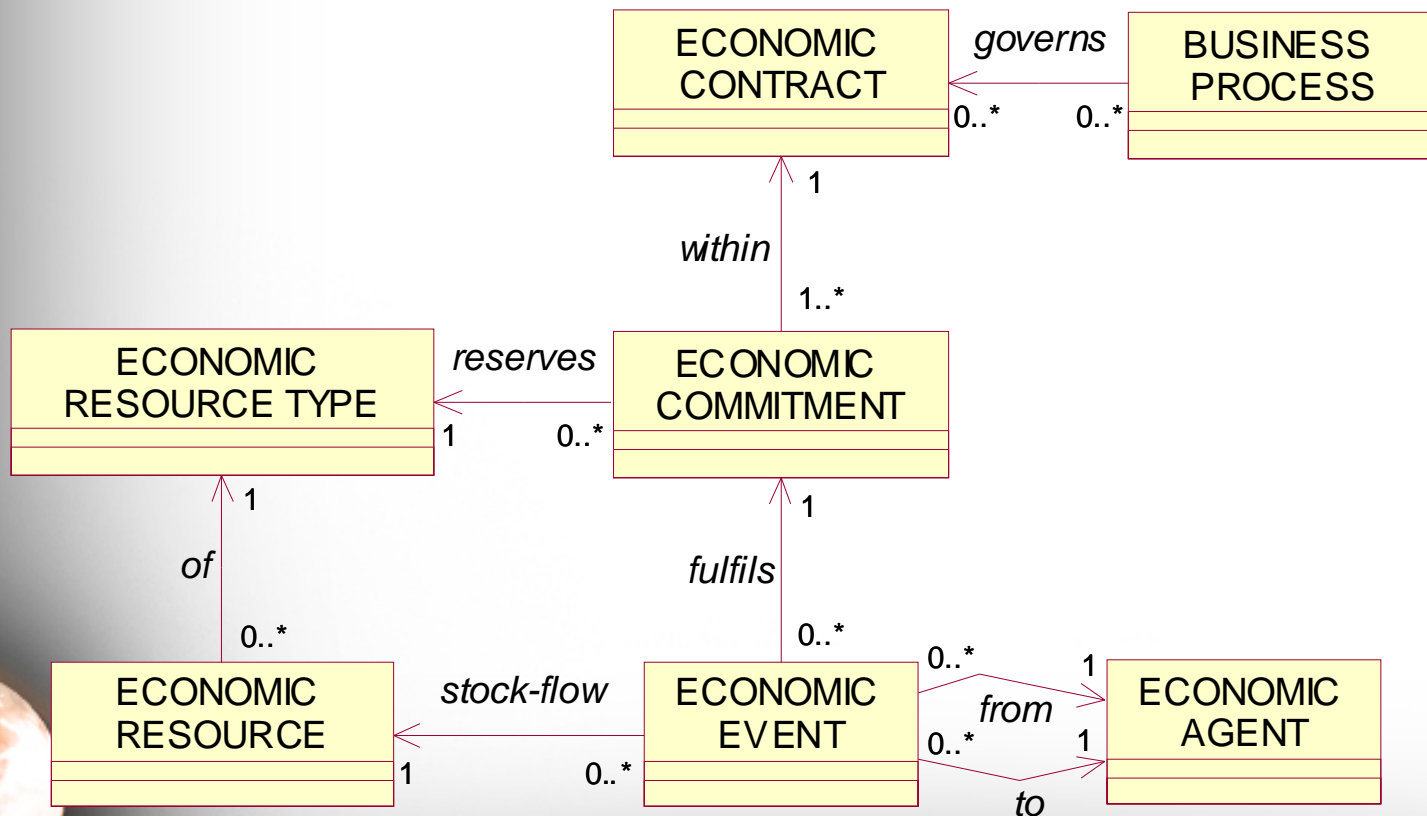 ECONOMIC
CONTRACT
governs
BUSINESS
PROCESS
0..*
0..*
1
within
1..*
ECONOMIC
RESOURCE TYPE
reserves
ECONOMIC
COMMITMENT
1
0..*
1
1
of
fulfils
0..*
0..*
ECONOMIC
RESOURCE
stock-flow
ECONOMIC
EVENT
0..*
1
from
ECONOMIC
AGENT
0..*
1
1
0..*
to